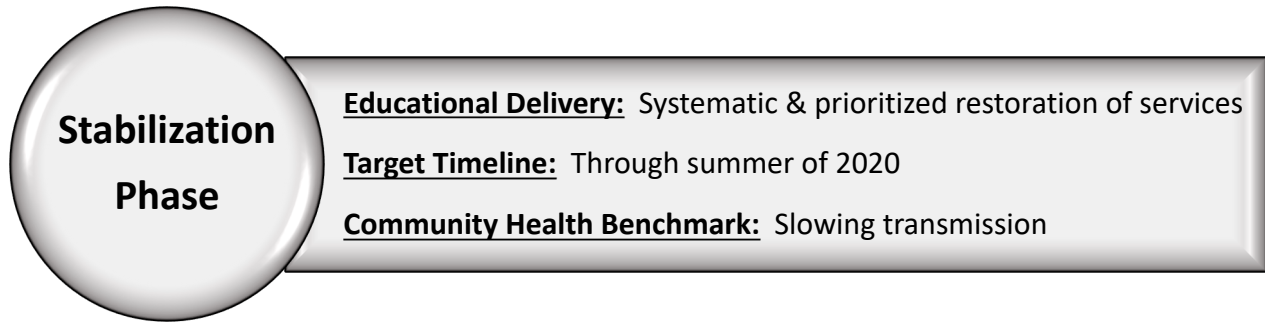 Stabilization
Phase
Educational Delivery: Systematic & prioritized restoration of services
Target Timeline: Through summer of 2020
Community Health Benchmark: Slowing transmission